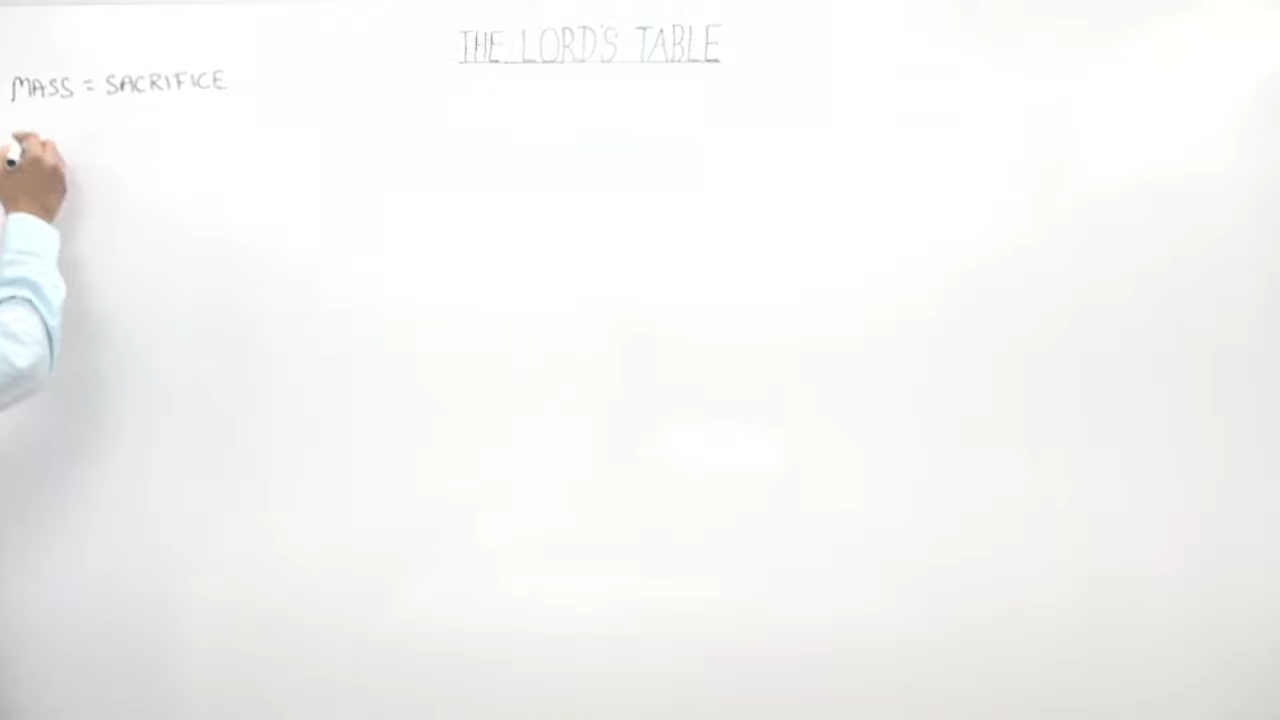 THE LORD'S TABLE
MASS = SACRIFICE